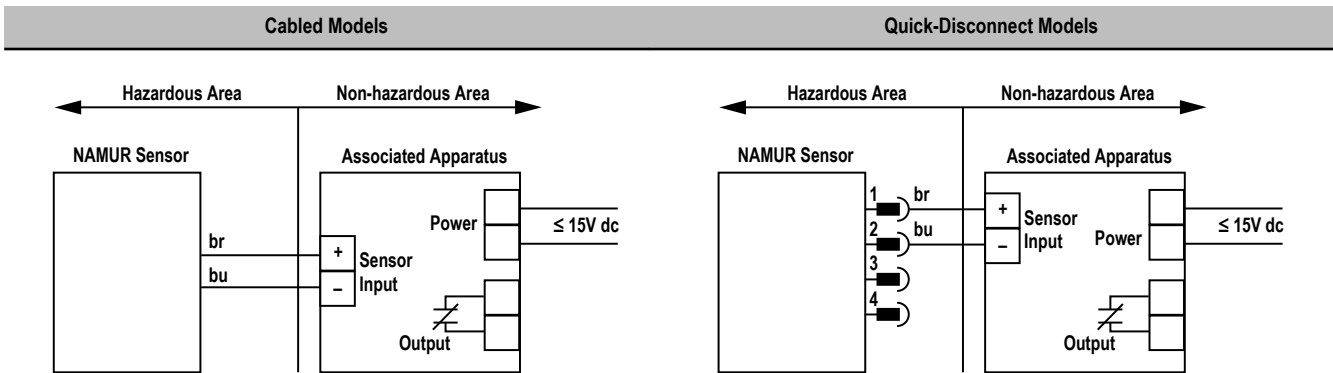 Cabled Models
Hazardous Area
Non-hazardous Area
NAMUR Sensor
Associated Apparatus
Power
≤ 15V dc
br
bu
+
–
Sensor
Input
Output
Quick-Disconnect Models
Hazardous Area
Non-hazardous Area
NAMUR Sensor
Associated Apparatus
1
br
2
bu
3
4
+
–
Sensor
Input
Power
≤ 15V dc
Output